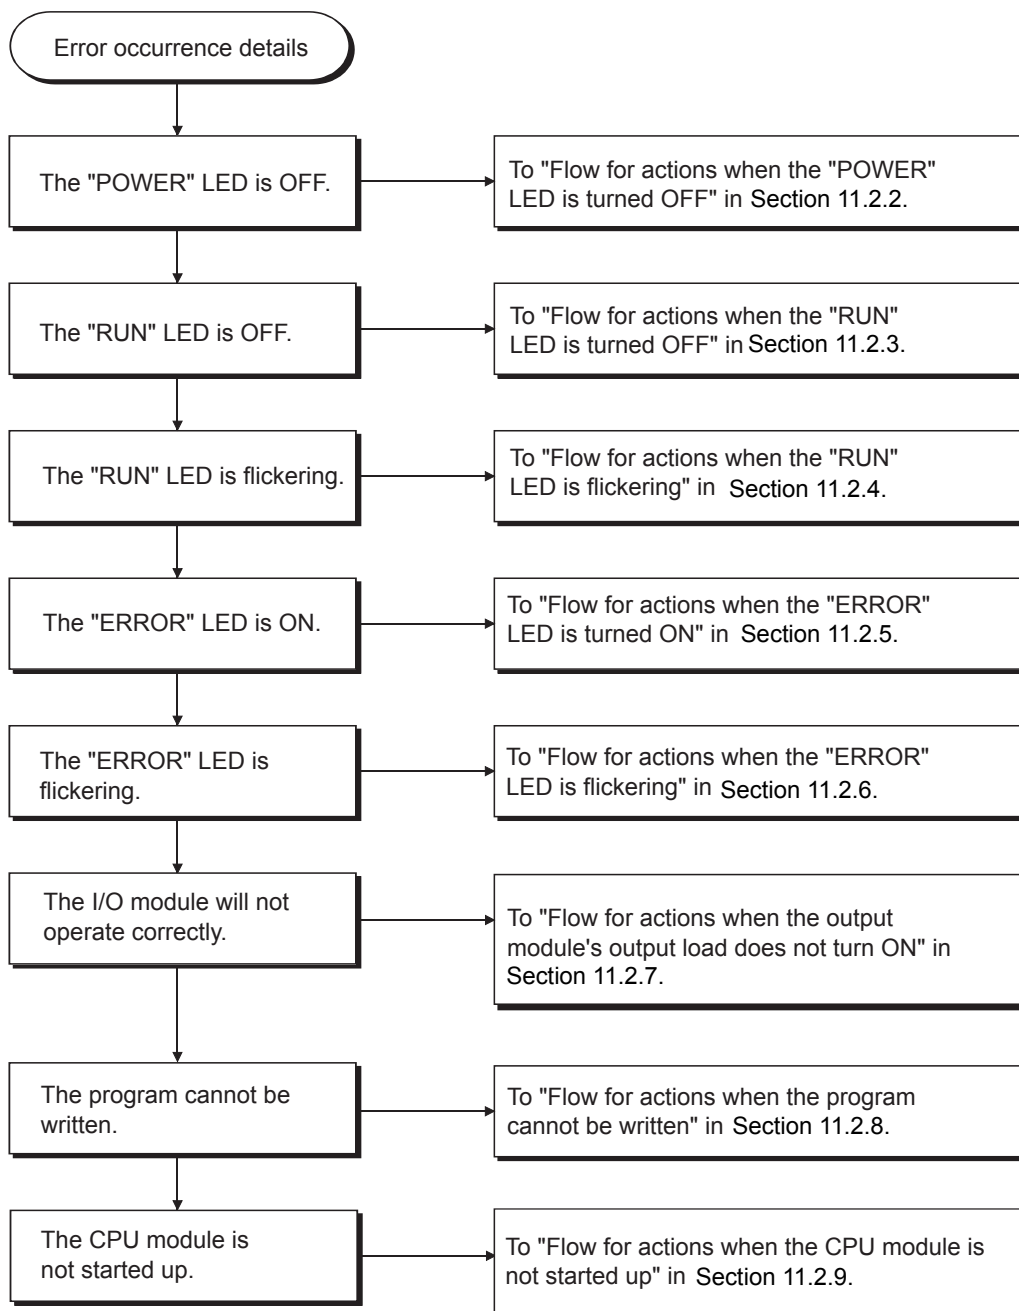 Error occurrence details
The "POWER" LED is OFF.
To "Flow for actions when the "POWER"
LED is turned OFF" in Section 11.2.2.
The "RUN" LED is OFF.
To "Flow for actions when the "RUN"
LED is turned OFF" in Section 11.2.3.
The "RUN" LED is flickering.
To "Flow for actions when the "RUN"
LED is flickering" in Section 11.2.4.
The "ERROR" LED is ON.
To "Flow for actions when the "ERROR"
LED is turned ON" in Section 11.2.5.
The "ERROR" LED is
flickering.
To "Flow for actions when the "ERROR"
LED is flickering" in Section 11.2.6.
The I/O module will not
operate correctly.
To "Flow for actions when the output
module's output load does not turn ON" in
Section 11.2.7.
The program cannot be
written.
To "Flow for actions when the program
cannot be written" in Section 11.2.8.
The CPU module is
not started up.
To "Flow for actions when the CPU module is
not started up" in Section 11.2.9.